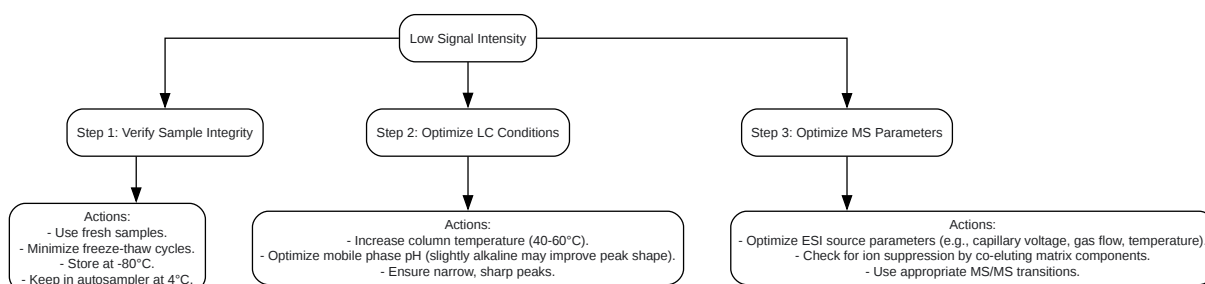 Low Signal Intensity
Step 1: Verify Sample Integrity
Step 2: Optimize LC Conditions
Step 3: Optimize MS Parameters
Actions:
- Use fresh samples.
- Minimize freeze-thaw cycles.
- Store at -80°C.
- Keep in autosampler at 4°C.
Actions:
- Increase column temperature (40-60°C).
- Optimize mobile phase pH (slightly alkaline may improve peak shape).
- Ensure narrow, sharp peaks.
Actions:
- Optimize ESI source parameters (e.g., capillary voltage, gas flow, temperature).
- Check for ion suppression by co-eluting matrix components.
- Use appropriate MS/MS transitions.